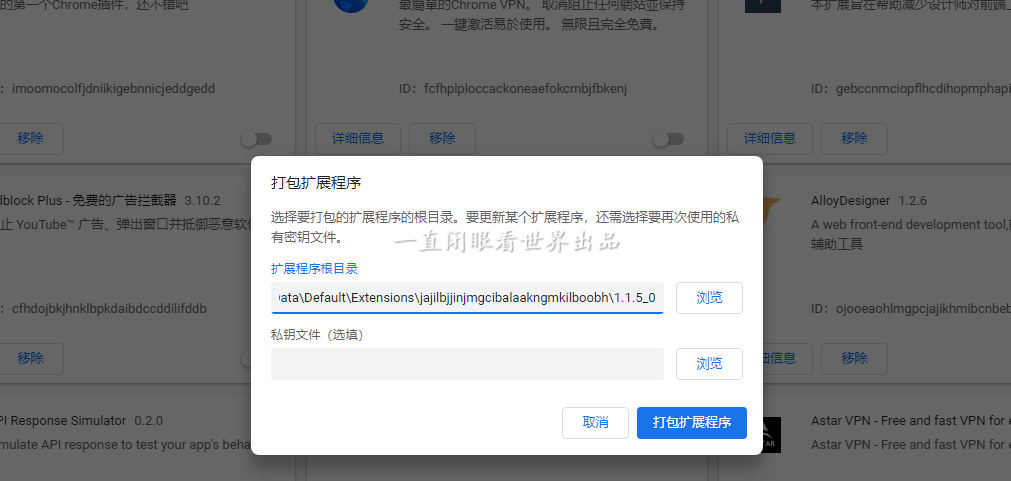 的第一个Chrome插件，还不错吧
最簡單的Chrome VPN。 取消阻止任何網站並保持
安全。 一鍵激活易於使用。 無限且完全免費。
本扩展旨在帮助减少设计师对前端
ID: imoomocolfjdniikigebnnicjeddgedd
ID: fcfhplploccackoneaefokcmbjfbkenj
ID: gebccnmciopflhcdihopmphapi
移除
详细信息
移除
详细信息
移除
打包扩展程序
选择要打包的扩展程序的根目录。要更新某个扩展程序，还需选择要再次使用的私
有密钥文件。
一直闭眼看世界出品
扩展程序根目录
Data\Default\Extensions\jajilbjjinjmgcibalaakngmkilboobh\1.1.5_0
浏览
私钥文件（选填）
浏览
取消
打包扩展程序
dblock Plus - 免费的广告拦截器 3.10.2
止 YouTube™ 广告、弹出窗口并抵御恶意软
AlloyDesigner 1.2.6
A web front-end development tool,
辅助工具
cfhdojbkjhnklbpkdaibdccddilifddb
ID: ojooeaohlmgpcjajikhmibcnbeb
移除
细信息
移除
PI Response Simulator 0.2.0
mulate API response to test your app's beha
Astar VPN - Free and fast VPN for e
Astar VPN - Free and fast VPN for e